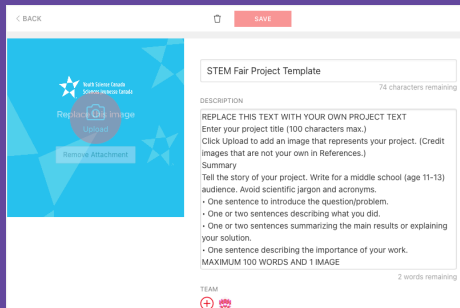 < BACK
SAVE
Youth Science Canada
Sciences jeunesse Canada
Replace this image
Upload
Remove Attachment
STEM Fair Project Template
74 characters remaining
DESCRIPTION
REPLACE THIS TEXT WITH YOUR OWN PROJECT TEXT
Enter your project title (100 characters max.)
Click Upload to add an image that represents your project. (Credit
images that are not your own in References.)
Summary
Tell the story of your project. Write for a middle school (age 11-13)
audience. Avoid scientific jargon and acronyms.
• One sentence to introduce the question/problem.
• One or two sentences describing what you did.
• One or two sentences summarizing the main results or explaining
your solution.
• One sentence describing the importance of your work.
MAXIMUM 100 WORDS AND 1 IMAGE
2 words remaining
TEAM